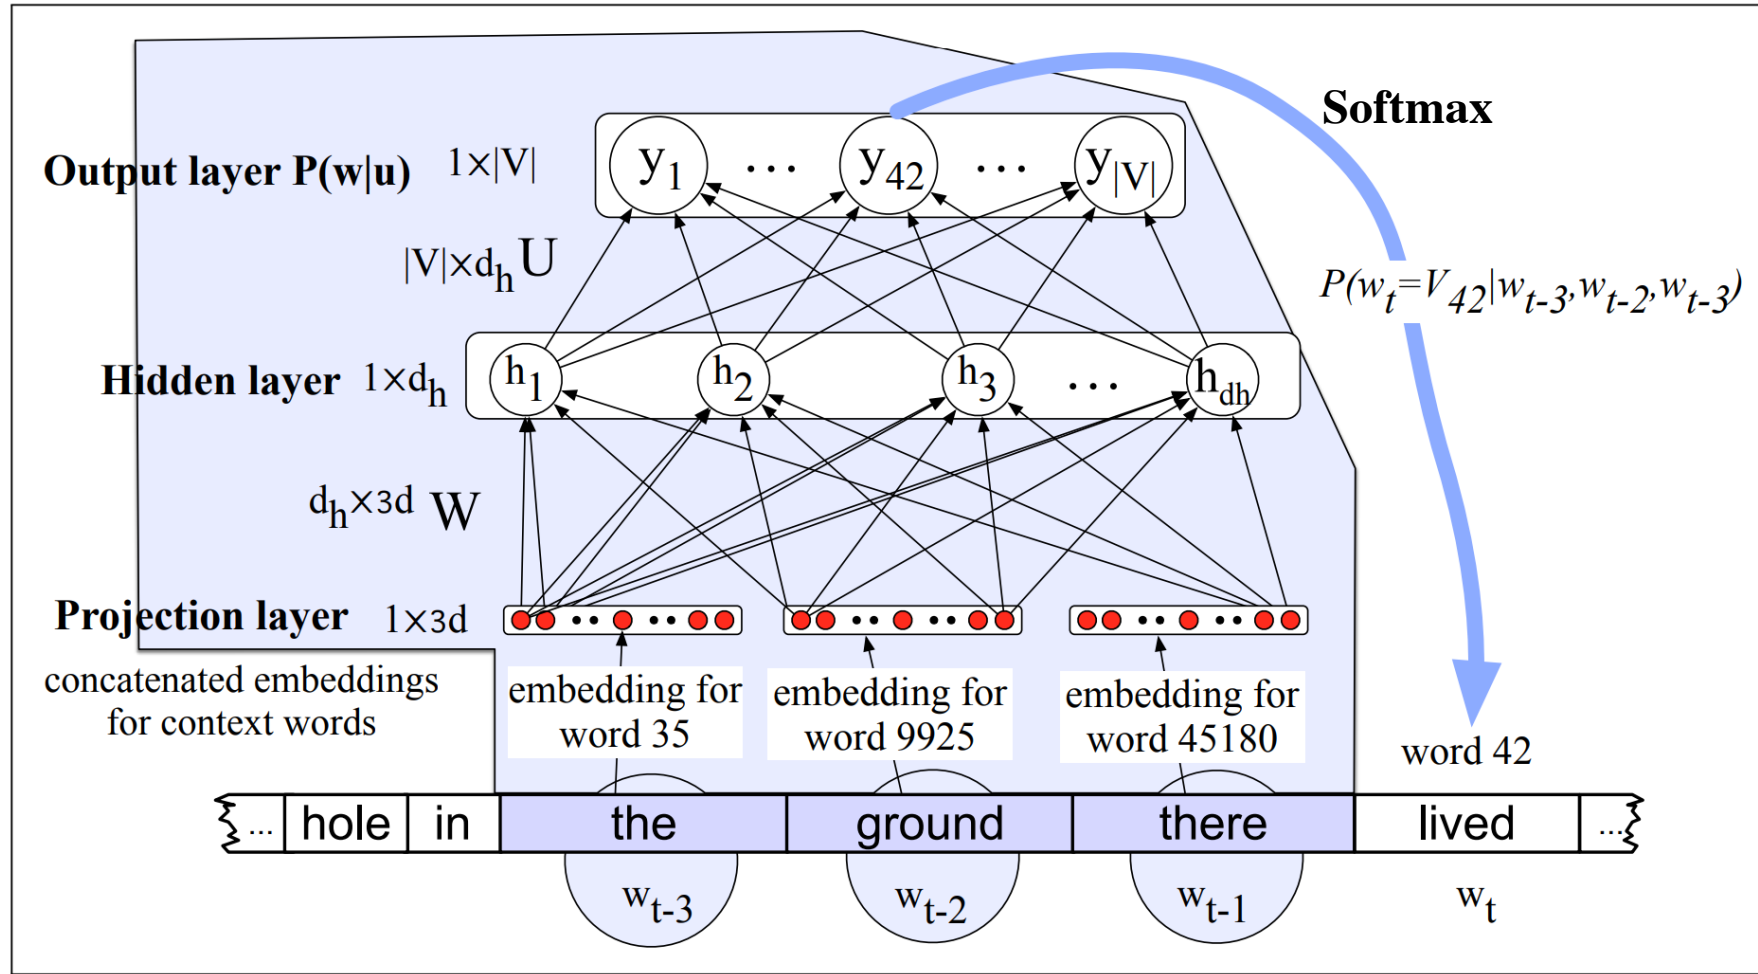 Softmax
Output layer P(w|u) 1×|V|
y1 ... y42 ... y|V|
|V|×dh U
P(wt=V42|wt-3,wt-2,wt-3)
Hidden layer 1×dh
h1 h2 h3 ... hdh
dh×3d W
Projection layer 1×3d
concatenated embeddings
for context words
embedding for
word 35
embedding for
word 9925
embedding for
word 45180
word 42
... hole in the ground there lived ...
wt-3 wt-2 wt-1 wt